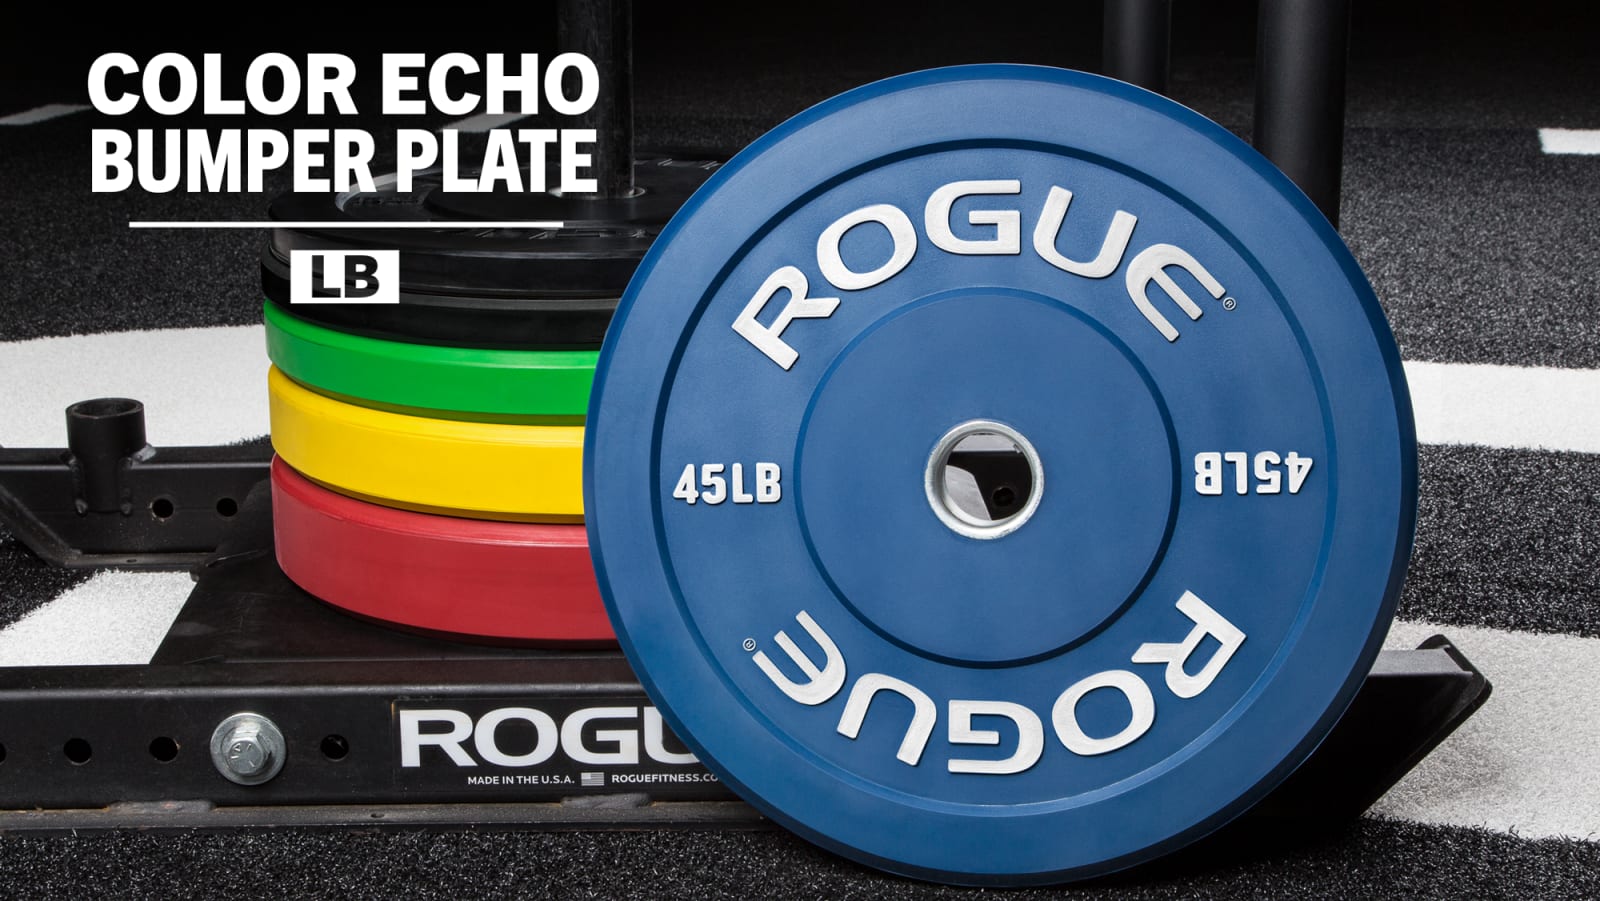 COLOR ECHO
BUMPER PLATE
LB
ROGUE®
45LB
45LB
ROGUE®
ROGU
MADE IN THE U.S.A. ROGUEFITNESS.CO